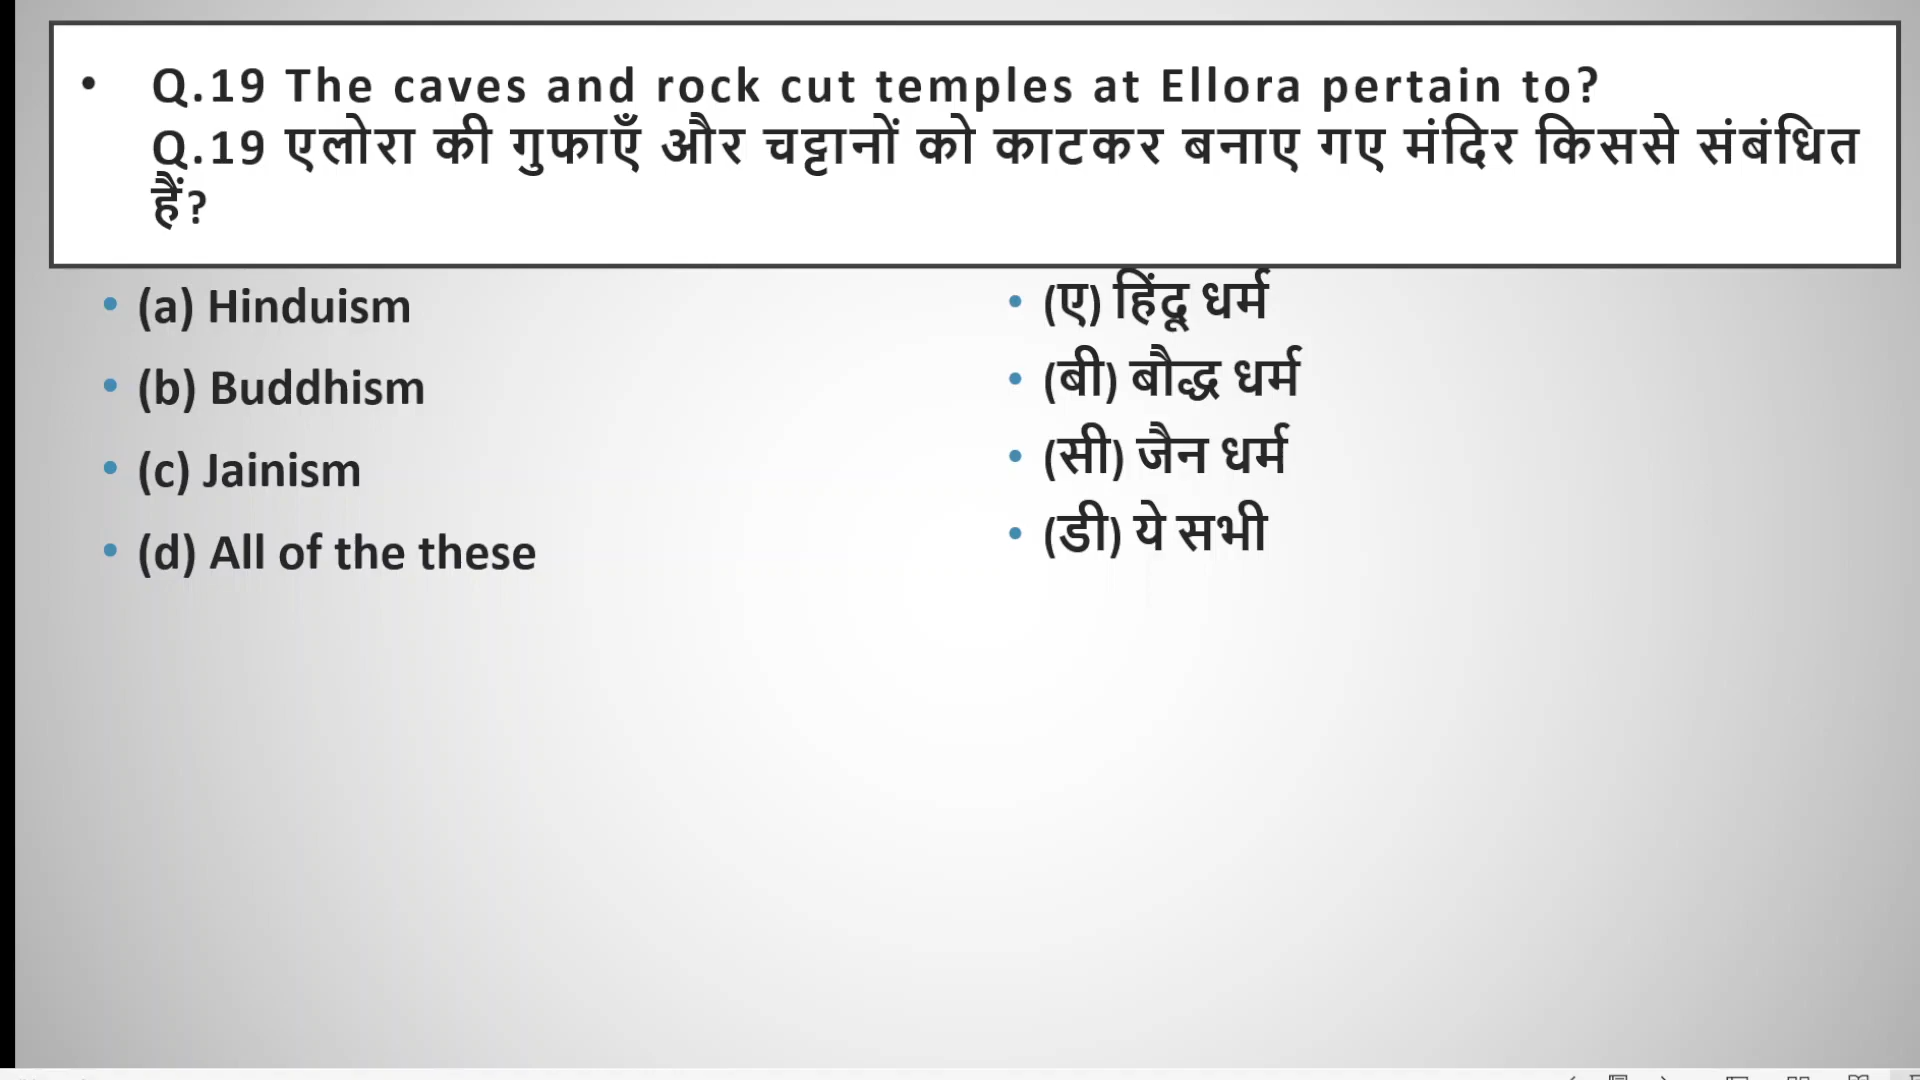 • Q.19 The caves and rock cut temples at Ellora pertain to?
Q.19 एलोरा की गुफाएँ और चट्टानों को काटकर बनाए गए मंदिर किससे संबंधित
हैं?
• (a) Hinduism
• (b) Buddhism
• (c) Jainism
• (d) All of the these
• (ए) हिंदू धर्म
• (बी) बौद्ध धर्म
• (सी) जैन धर्म
• (डी) ये सभी